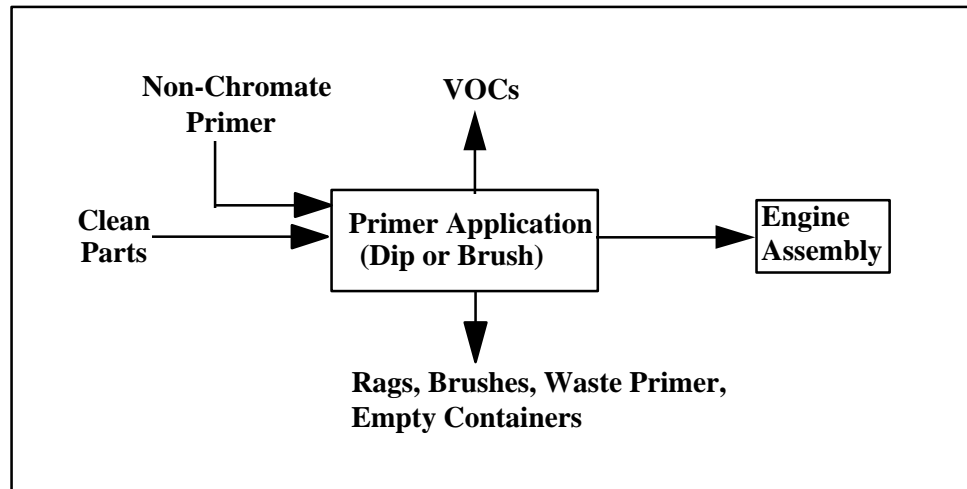 Non-Chromate
Primer
VOCs
Clean
Parts
Primer Application
(Dip or Brush)
Engine
Assembly
Rags, Brushes, Waste Primer,
Empty Containers